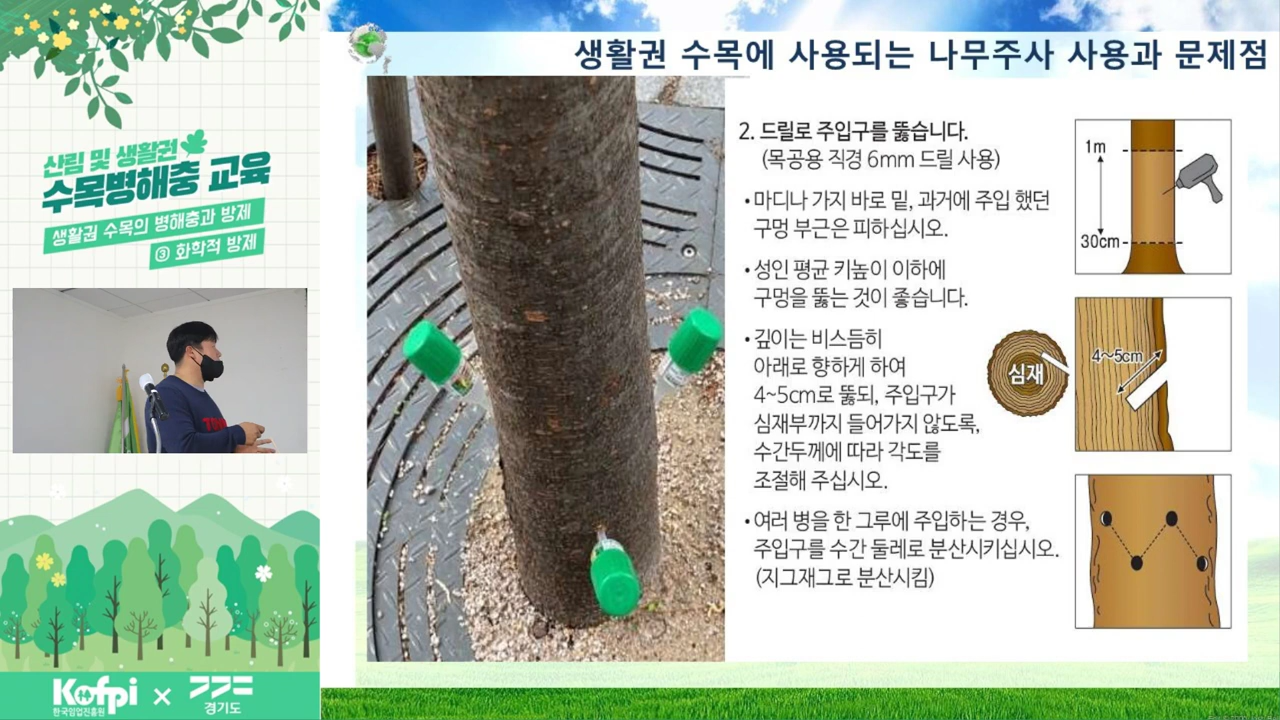 산림 및 생활권
수목병해충 교육
생활권 수목의 병해충과 방제
③ 화학적 방제
Kofpi
한국임업진흥원
×
경기도
생활권 수목에 사용되는 나무주사 사용과 문제점
2. 드릴로 주입구를 뚫습니다.
(목공용 직경 6mm 드릴 사용)
•마디나 가지 바로 밑, 과거에 주입 했던
구멍 부근은 피하십시오.
•성인 평균 키높이 이하에
구멍을 뚫는 것이 좋습니다.
•깊이는 비스듬히
아래로 향하게 하여
4~5cm로 뚫되, 주입구가
심재부까지 들어가지 않도록,
수간두께에 따라 각도를
조절해 주십시오.
•여러 병을 한 그루에 주입하는 경우,
주입구를 수간 둘레로 분산시키십시오.
(지그재그로 분산시킴)
1m
30cm
심재
4~5cm